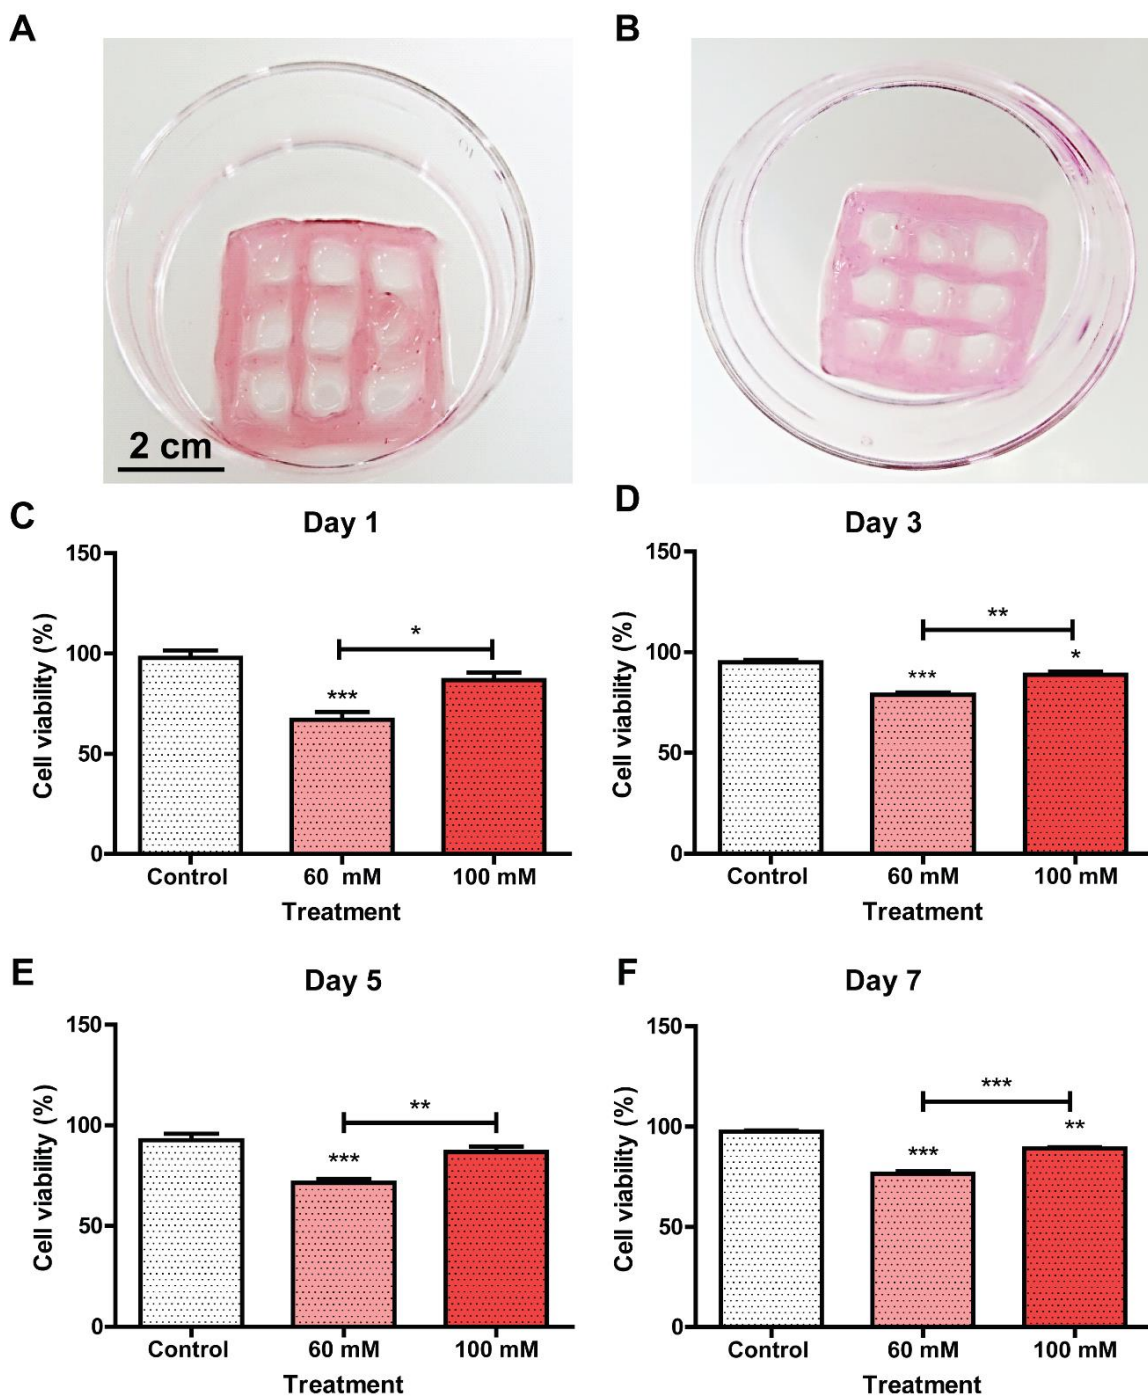 A
B
2 cm
C
Day 1
150
100
50
0
Cell viability (%)
*
***
Control
60 mM
100 mM
Treatment
D
Day 3
150
100
50
0
Cell viability (%)
**
***
*
Control
60 mM
100 mM
Treatment
E
Day 5
150
100
50
0
Cell viability (%)
**
***
Control
60 mM
100 mM
Treatment
F
Day 7
150
100
50
0
Cell viability (%)
***
***
**
Control
60 mM
100 mM
Treatment